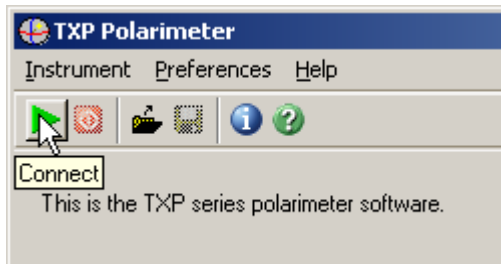 TXP Polarimeter
Instrument Preferences Help
Connect
This is the TXP series polarimeter software.